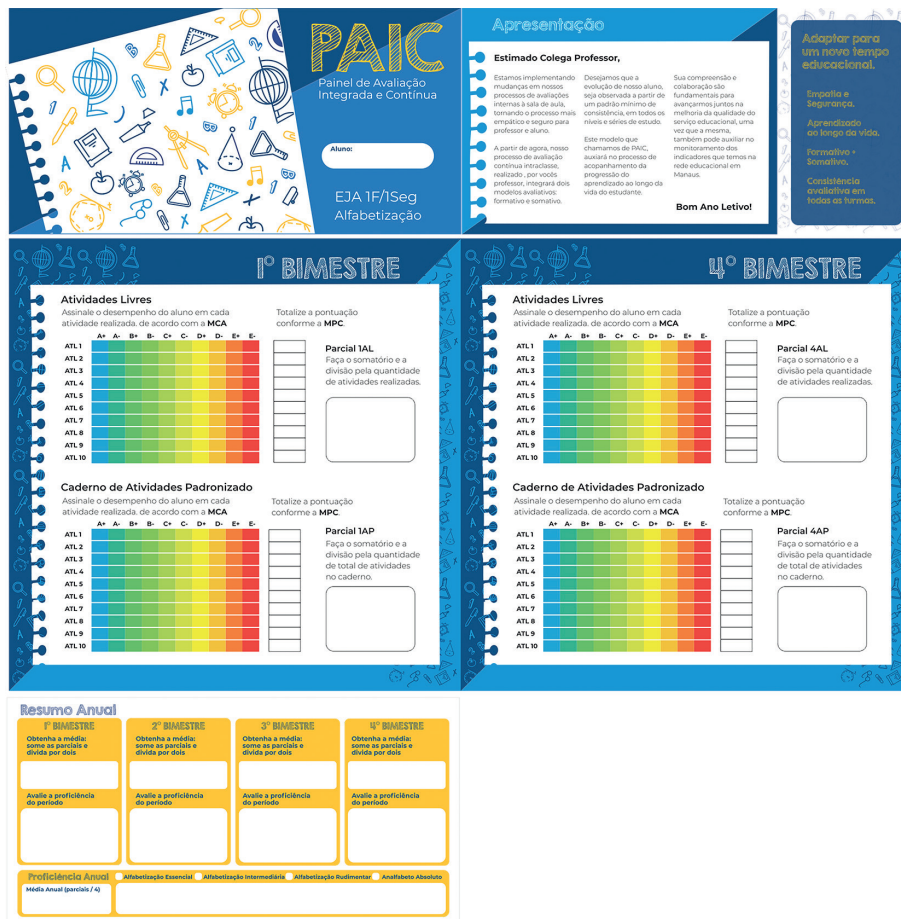 PAIC
Painel de Avaliação
Integrada e Contínua
Aluno:
EJA 1F/1Seg
Alfabetização
Apresentação
Estimado Colega Professor,
Estamos implementando
mudanças em nossos
processos de avaliações
internas à sala de aula,
tornando o processo mais
empático e seguro para
professor e aluno.
A partir de agora, nosso
processo de avaliação
contínua intraclasse,
realizado , por vocês
professor, integrará dois
modelos avaliativos:
formativo e somativo.
Desejamos que a
evolução de nosso aluno,
seja observada a partir de
um padrão mínimo de
consistência, em todos os
níveis e séries de estudo.
Este modelo que
chamamos de PAIC,
auxiará no processo de
acopanhamento da
progressão do
aprendizado ao longo da
vida do estudante.
Sua compreensão e
colaboração são
fundamentais para
avançarmos juntos na
melhoria da qualidade do
serviço educacional, uma
vez que a mesma,
também pode auxiliar no
monitoramento dos
indicadores que temos na
rede educacional em
Manaus.
Bom Ano Letivo!
Adaptar para
um novo tempo
educacional.
Empatia e
Segurança.
Aprendizado
ao longo da vida.
Formativo +
Somativo.
Consistência
avaliativa em
todas as turmas.
1º BIMESTRE
Atividades Livres
Assinale o desempenho do aluno em cada
atividade realizada. de acordo com a MCA
Totalize a pontuação
conforme a MPC.
A+ A- B+ B- C+ C- D+ D- E+ E-
ATL 1
ATL 2
ATL 3
ATL 4
ATL 5
ATL 6
ATL 7
ATL 8
ATL 9
ATL 10
Parcial 1AL
Faça o somatório e a
divisão pela quantidade
de atividades realizadas.
Caderno de Atividades Padronizado
Assinale o desempenho do aluno em cada
atividade realizada. de acordo com a MCA
Totalize a pontuação
conforme a MPC.
A+ A- B+ B- C+ C- D+ D- E+ E-
ATL 1
ATL 2
ATL 3
ATL 4
ATL 5
ATL 6
ATL 7
ATL 8
ATL 9
ATL 10
Parcial 1AP
Faça o somatório e a
divisão pela quantidade
de total de atividades
no caderno.
4º BIMESTRE
Atividades Livres
Assinale o desempenho do aluno em cada
atividade realizada. de acordo com a MCA
Totalize a pontuação
conforme a MPC.
A+ A- B+ B- C+ C- D+ D- E+ E-
ATL 1
ATL 2
ATL 3
ATL 4
ATL 5
ATL 6
ATL 7
ATL 8
ATL 9
ATL 10
Parcial 4AL
Faça o somatório e a
divisão pela quantidade
de atividades realizadas.
Caderno de Atividades Padronizado
Assinale o desempenho do aluno em cada
atividade realizada. de acordo com a MCA
Totalize a pontuação
conforme a MPC.
A+ A- B+ B- C+ C- D+ D- E+ E-
ATL 1
ATL 2
ATL 3
ATL 4
ATL 5
ATL 6
ATL 7
ATL 8
ATL 9
ATL 10
Parcial 4AP
Faça o somatório e a
divisão pela quantidade
de total de atividades
no caderno.
Resumo Anual
1º BIMESTRE
Obtenha a média:
some as parciais e
divida por dois
Avalie a proficiência
do período
2º BIMESTRE
Obtenha a média:
some as parciais e
divida por dois
Avalie a proficiência
do período
3º BIMESTRE
Obtenha a média:
some as parciais e
divida por dois
Avalie a proficiência
do período
4º BIMESTRE
Obtenha a média:
some as parciais e
divida por dois
Avalie a proficiência
do período
Proficiência Anual
Alfabetização Essencial Alfabetização Intermediária Alfabetização Rudimentar Analfabeto Absoluto
Média Anual (parciais / 4)